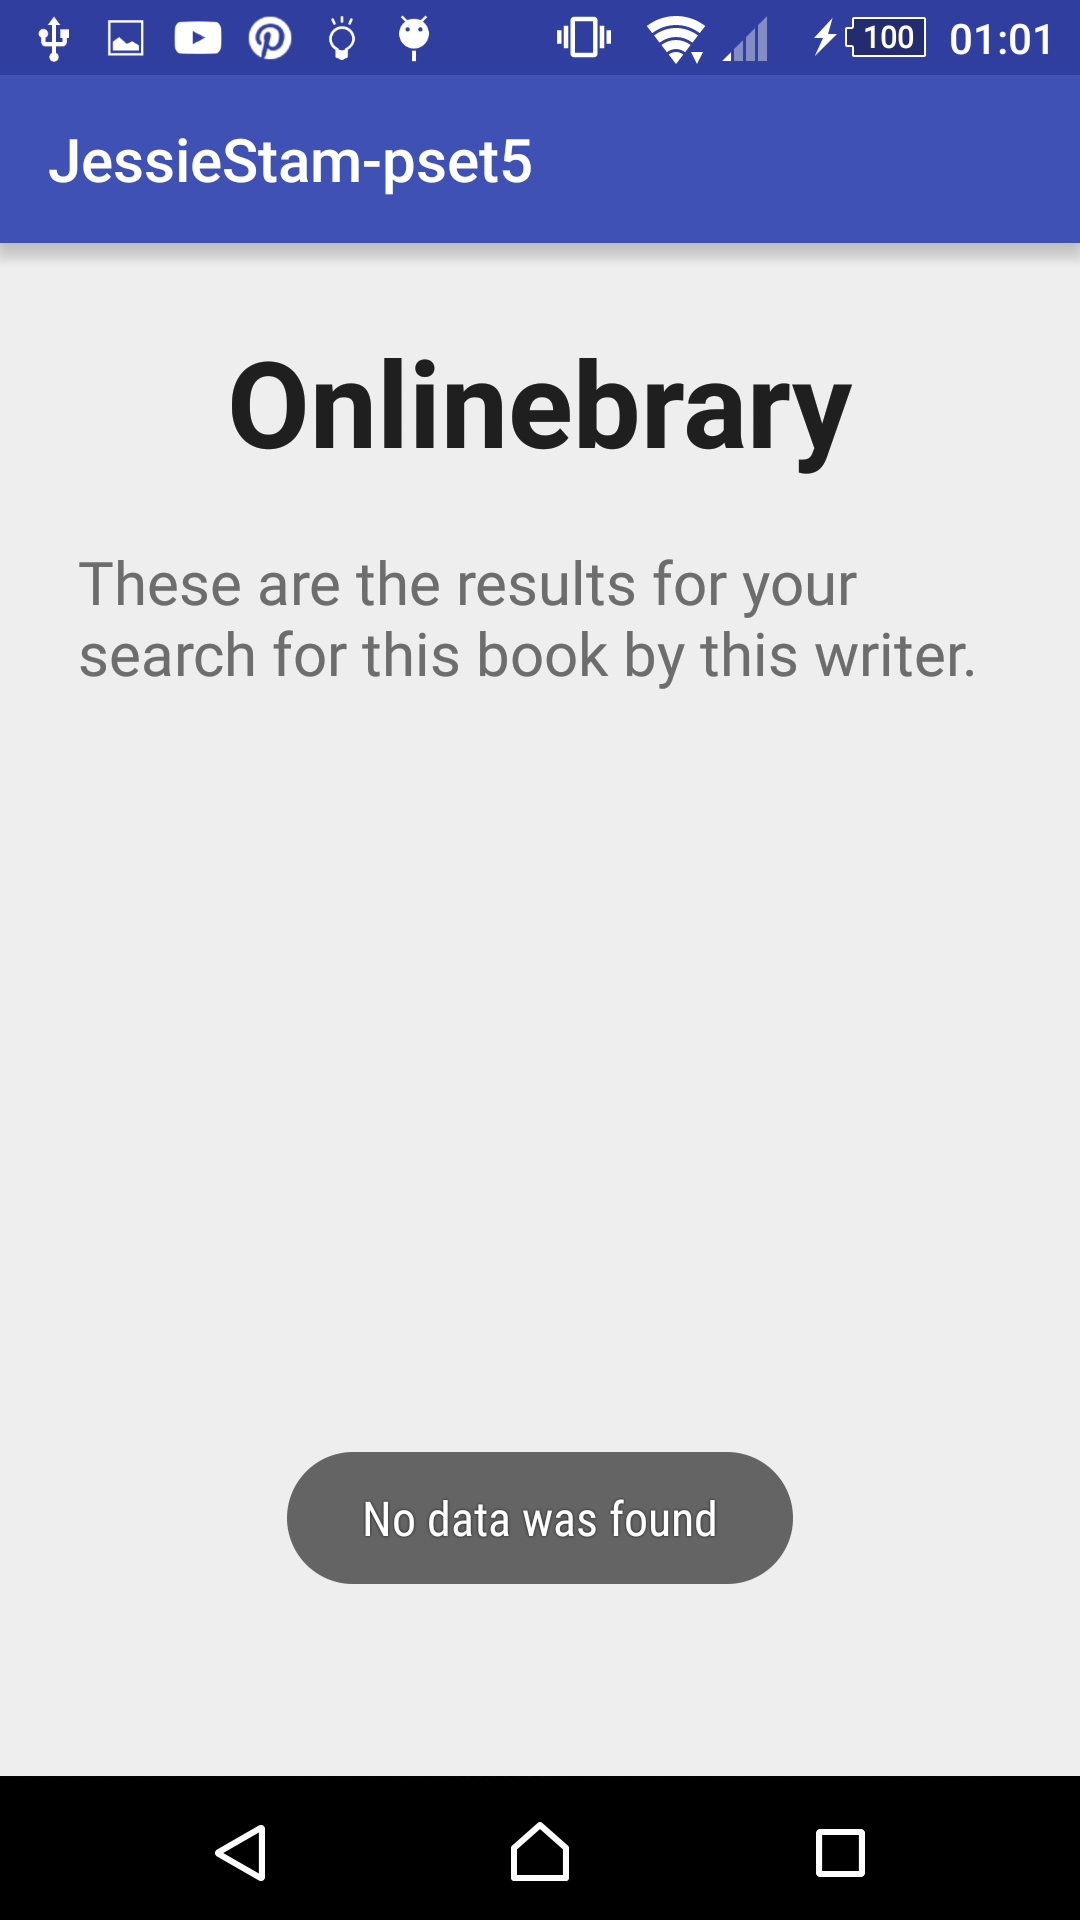 100 01:01
JessieStam-pset5
Onlinebrary
These are the results for your
search for this book by this writer.
No data was found